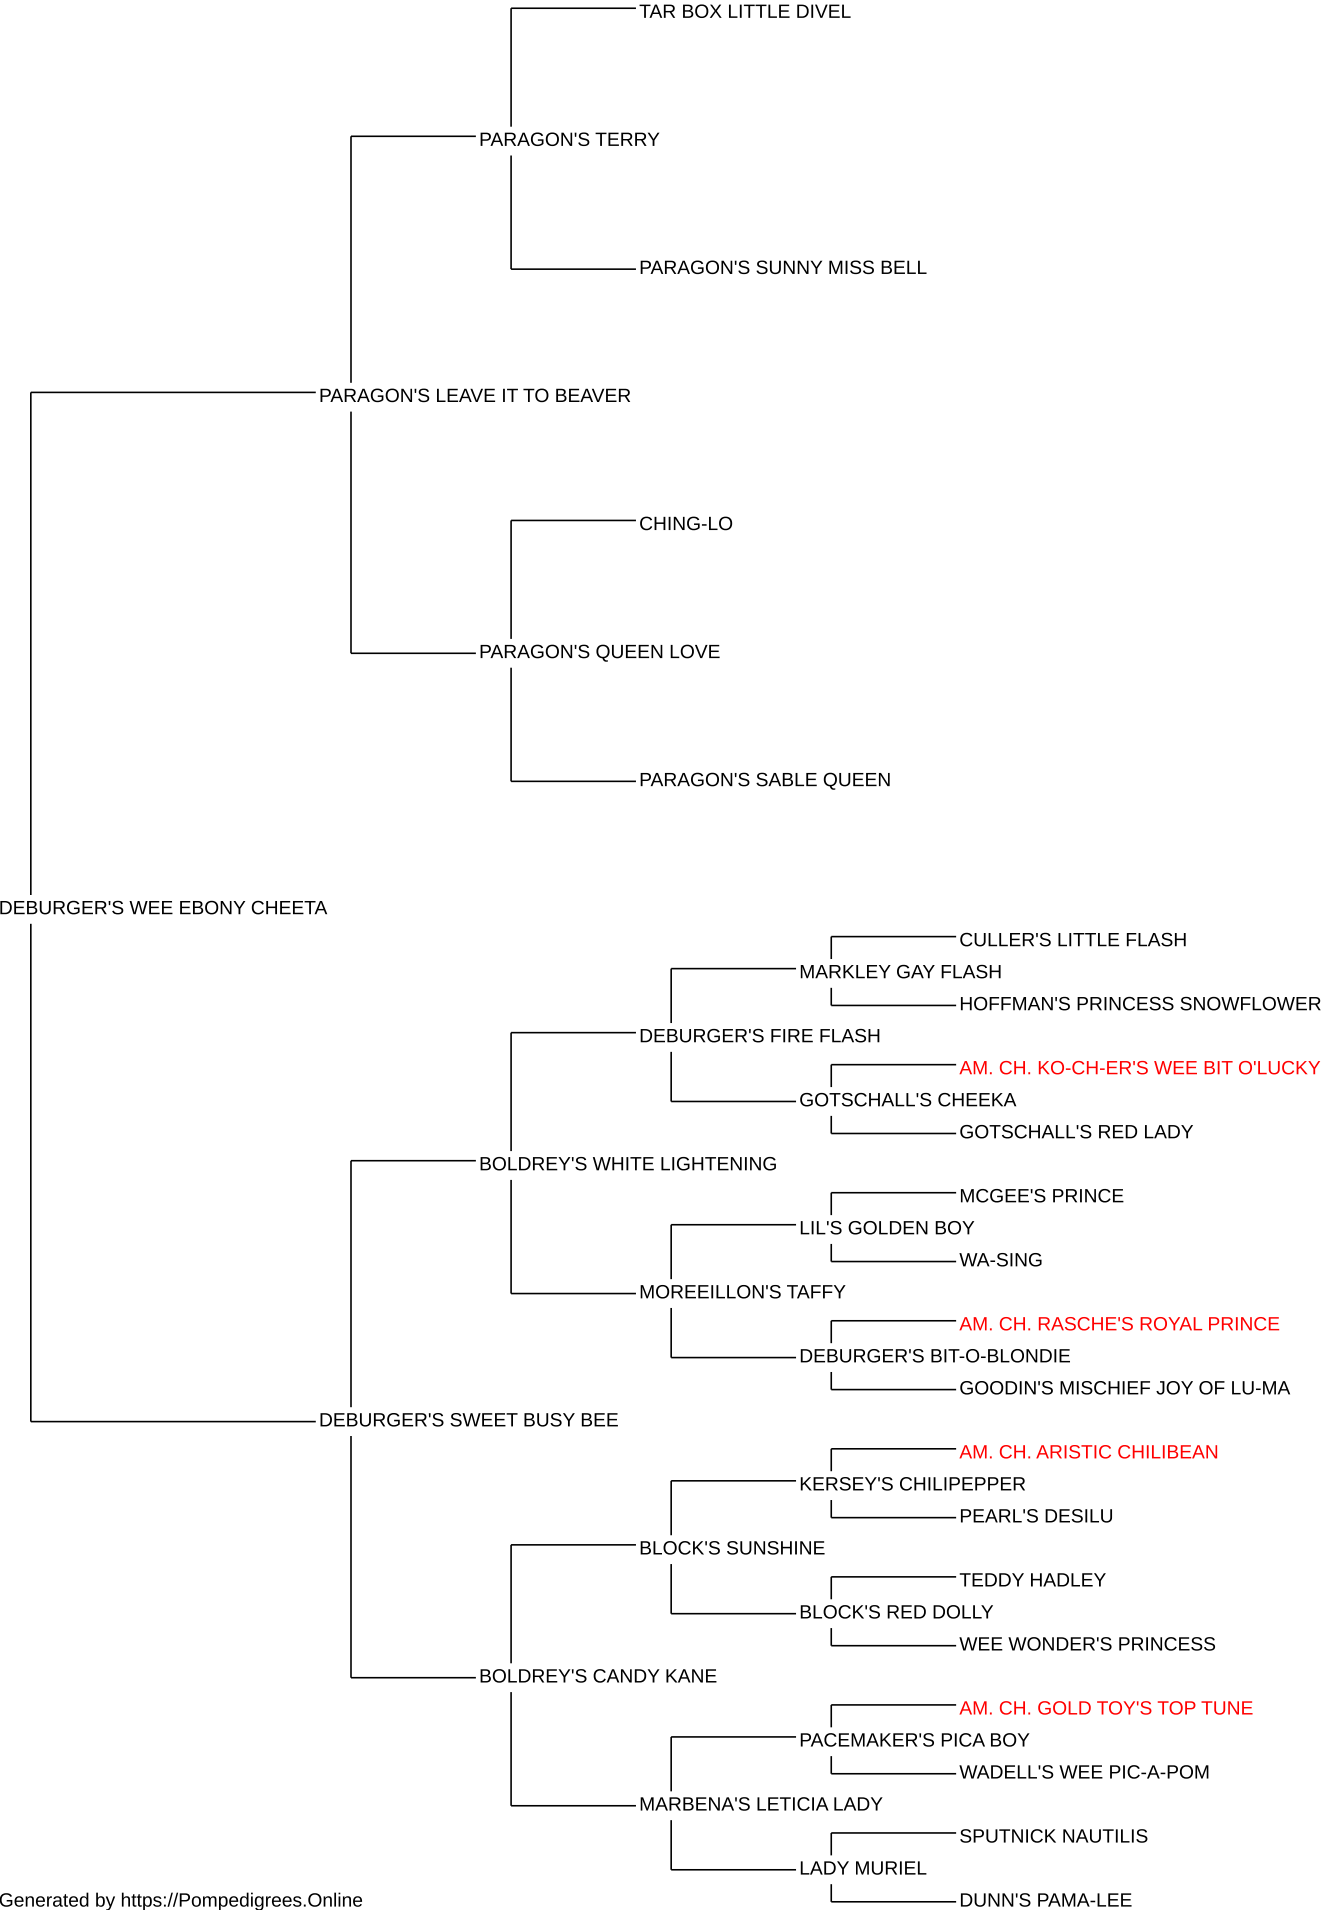 TAR BOX LITTLE DIVEL
PARAGON'S TERRY
PARAGON'S SUNNY MISS BELL
PARAGON'S LEAVE IT TO BEAVER
CHING-LO
PARAGON'S QUEEN LOVE
PARAGON'S SABLE QUEEN
DEBURGER'S WEE EBONY CHEETA
CULLER'S LITTLE FLASH
MARKLEY GAY FLASH
HOFFMAN'S PRINCESS SNOWFLOWER
DEBURGER'S FIRE FLASH
AM. CH. KO-CH-ER'S WEE BIT O'LUCKY
GOTSCHALL'S CHEEKA
GOTSCHALL'S RED LADY
BOLDREY'S WHITE LIGHTENING
MCGEE'S PRINCE
LIL'S GOLDEN BOY
WA-SING
MOREEILLON'S TAFFY
AM. CH. RASCHE'S ROYAL PRINCE
DEBURGER'S BIT-O-BLONDIE
GOODIN'S MISCHIEF JOY OF LU-MA
DEBURGER'S SWEET BUSY BEE
AM. CH. ARISTIC CHILIBEAN
KERSEY'S CHILIPEPPER
PEARL'S DESILU
BLOCK'S SUNSHINE
TEDDY HADLEY
BLOCK'S RED DOLLY
WEE WONDER'S PRINCESS
BOLDREY'S CANDY KANE
AM. CH. GOLD TOY'S TOP TUNE
PACEMAKER'S PICA BOY
WADELL'S WEE PIC-A-POM
MARBENA'S LETICIA LADY
SPUTNICK NAUTILIS
LADY MURIEL
DUNN'S PAMA-LEE
Generated by https://Pompedigrees.Online